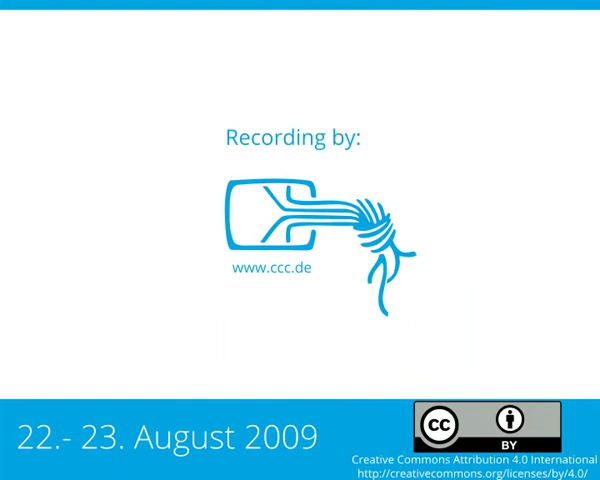 Recording by:
www.ccc.de
22.- 23. August 2009
cc
BY
Creative Commons Attribution 4.0 International
http://creativecommons.org/licenses/by/4.0/